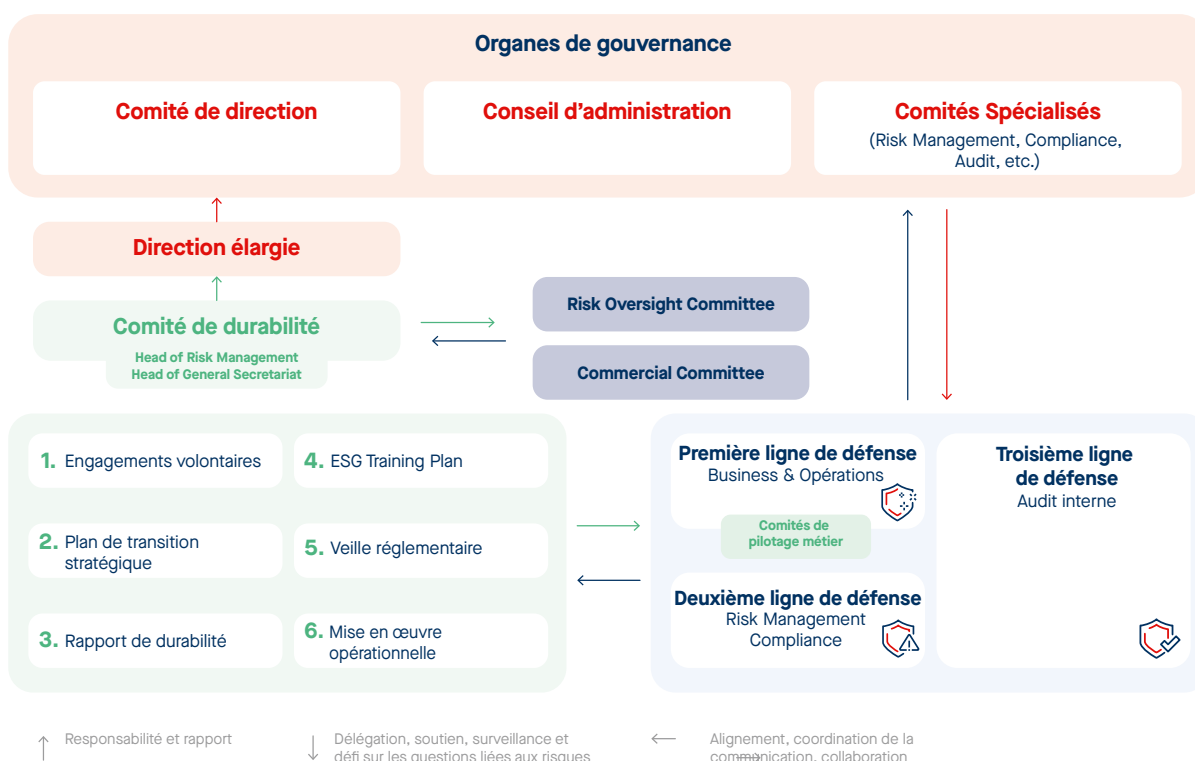 Organes de gouvernance
Comité de direction
Conseil d’administration
Comités Spécialisés
(Risk Management, Compliance,
Audit, etc.)
Direction élargie
Comité de durabilité
Head of Risk Management
Head of General Secretariat
Risk Oversight Committee
Commercial Committee
1. Engagements volontaires
2. Plan de transition
stratégique
3. Rapport de durabilité
4. ESG Training Plan
5. Veille réglementaire
6. Mise en œuvre
opérationnelle
Première ligne de défense
Business & Opérations
Comités de
pilotage métier
Deuxième ligne de défense
Risk Management
Compliance
Troisième ligne
de défense
Audit interne
Responsabilité et rapport
Délégation, soutien, surveillance et
défi sur les questions liées aux risques
Alignement, coordination de la
communication, collaboration